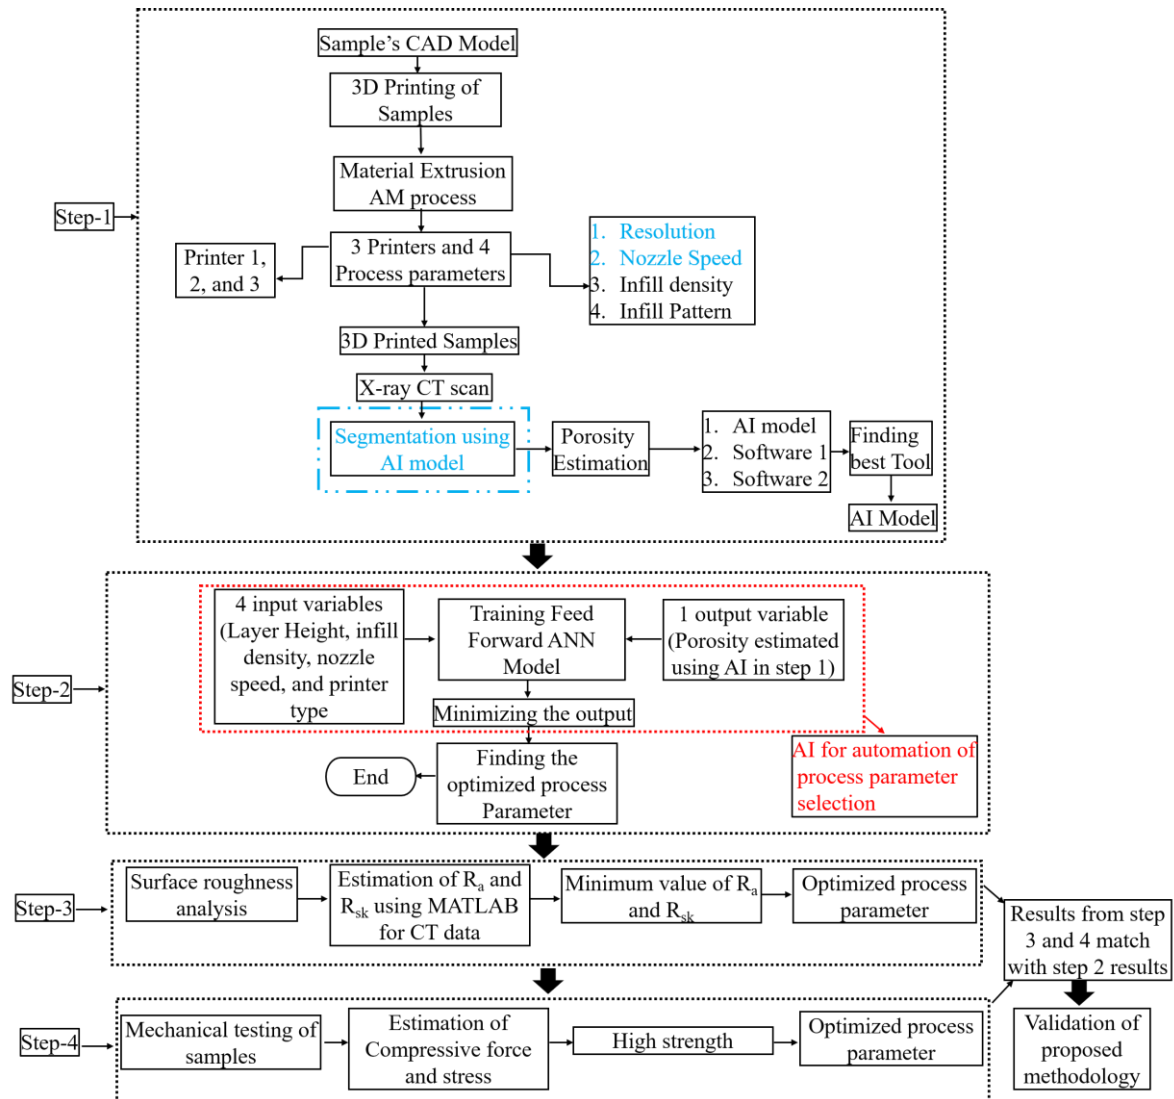 Sample's CAD Model
3D Printing of
Samples
Material Extrusion
AM process
Step-1
3 Printers and 4
Process parameters
Printer 1,
2, and 3
1. Resolution
2. Nozzle Speed
3. Infill density
4. Infill Pattern
3D Printed Samples
X-ray CT scan
Segmentation using
AI model
Porosity
Estimation
1. AI model
2. Software 1
3. Software 2
Finding
best Tool
AI Model
Step-2
4 input variables
(Layer Height, infill
density, nozzle
speed, and printer
type
Training Feed
Forward ANN
Model
1 output variable
(Porosity estimated
using AI in step 1)
Minimizing the output
Finding the
optimized process
Parameter
End
AI for automation of
process parameter
selection
Step-3
Surface roughness
analysis
Estimation of Ra and
Rsk using MATLAB
for CT data
Minimum value of Ra
and Rsk
Optimized process
parameter
Results from step
3 and 4 match
with step 2 results
Step-4
Mechanical testing of
samples
Estimation of
Compressive force
and stress
High strength
Optimized process
parameter
Validation of
proposed
methodology